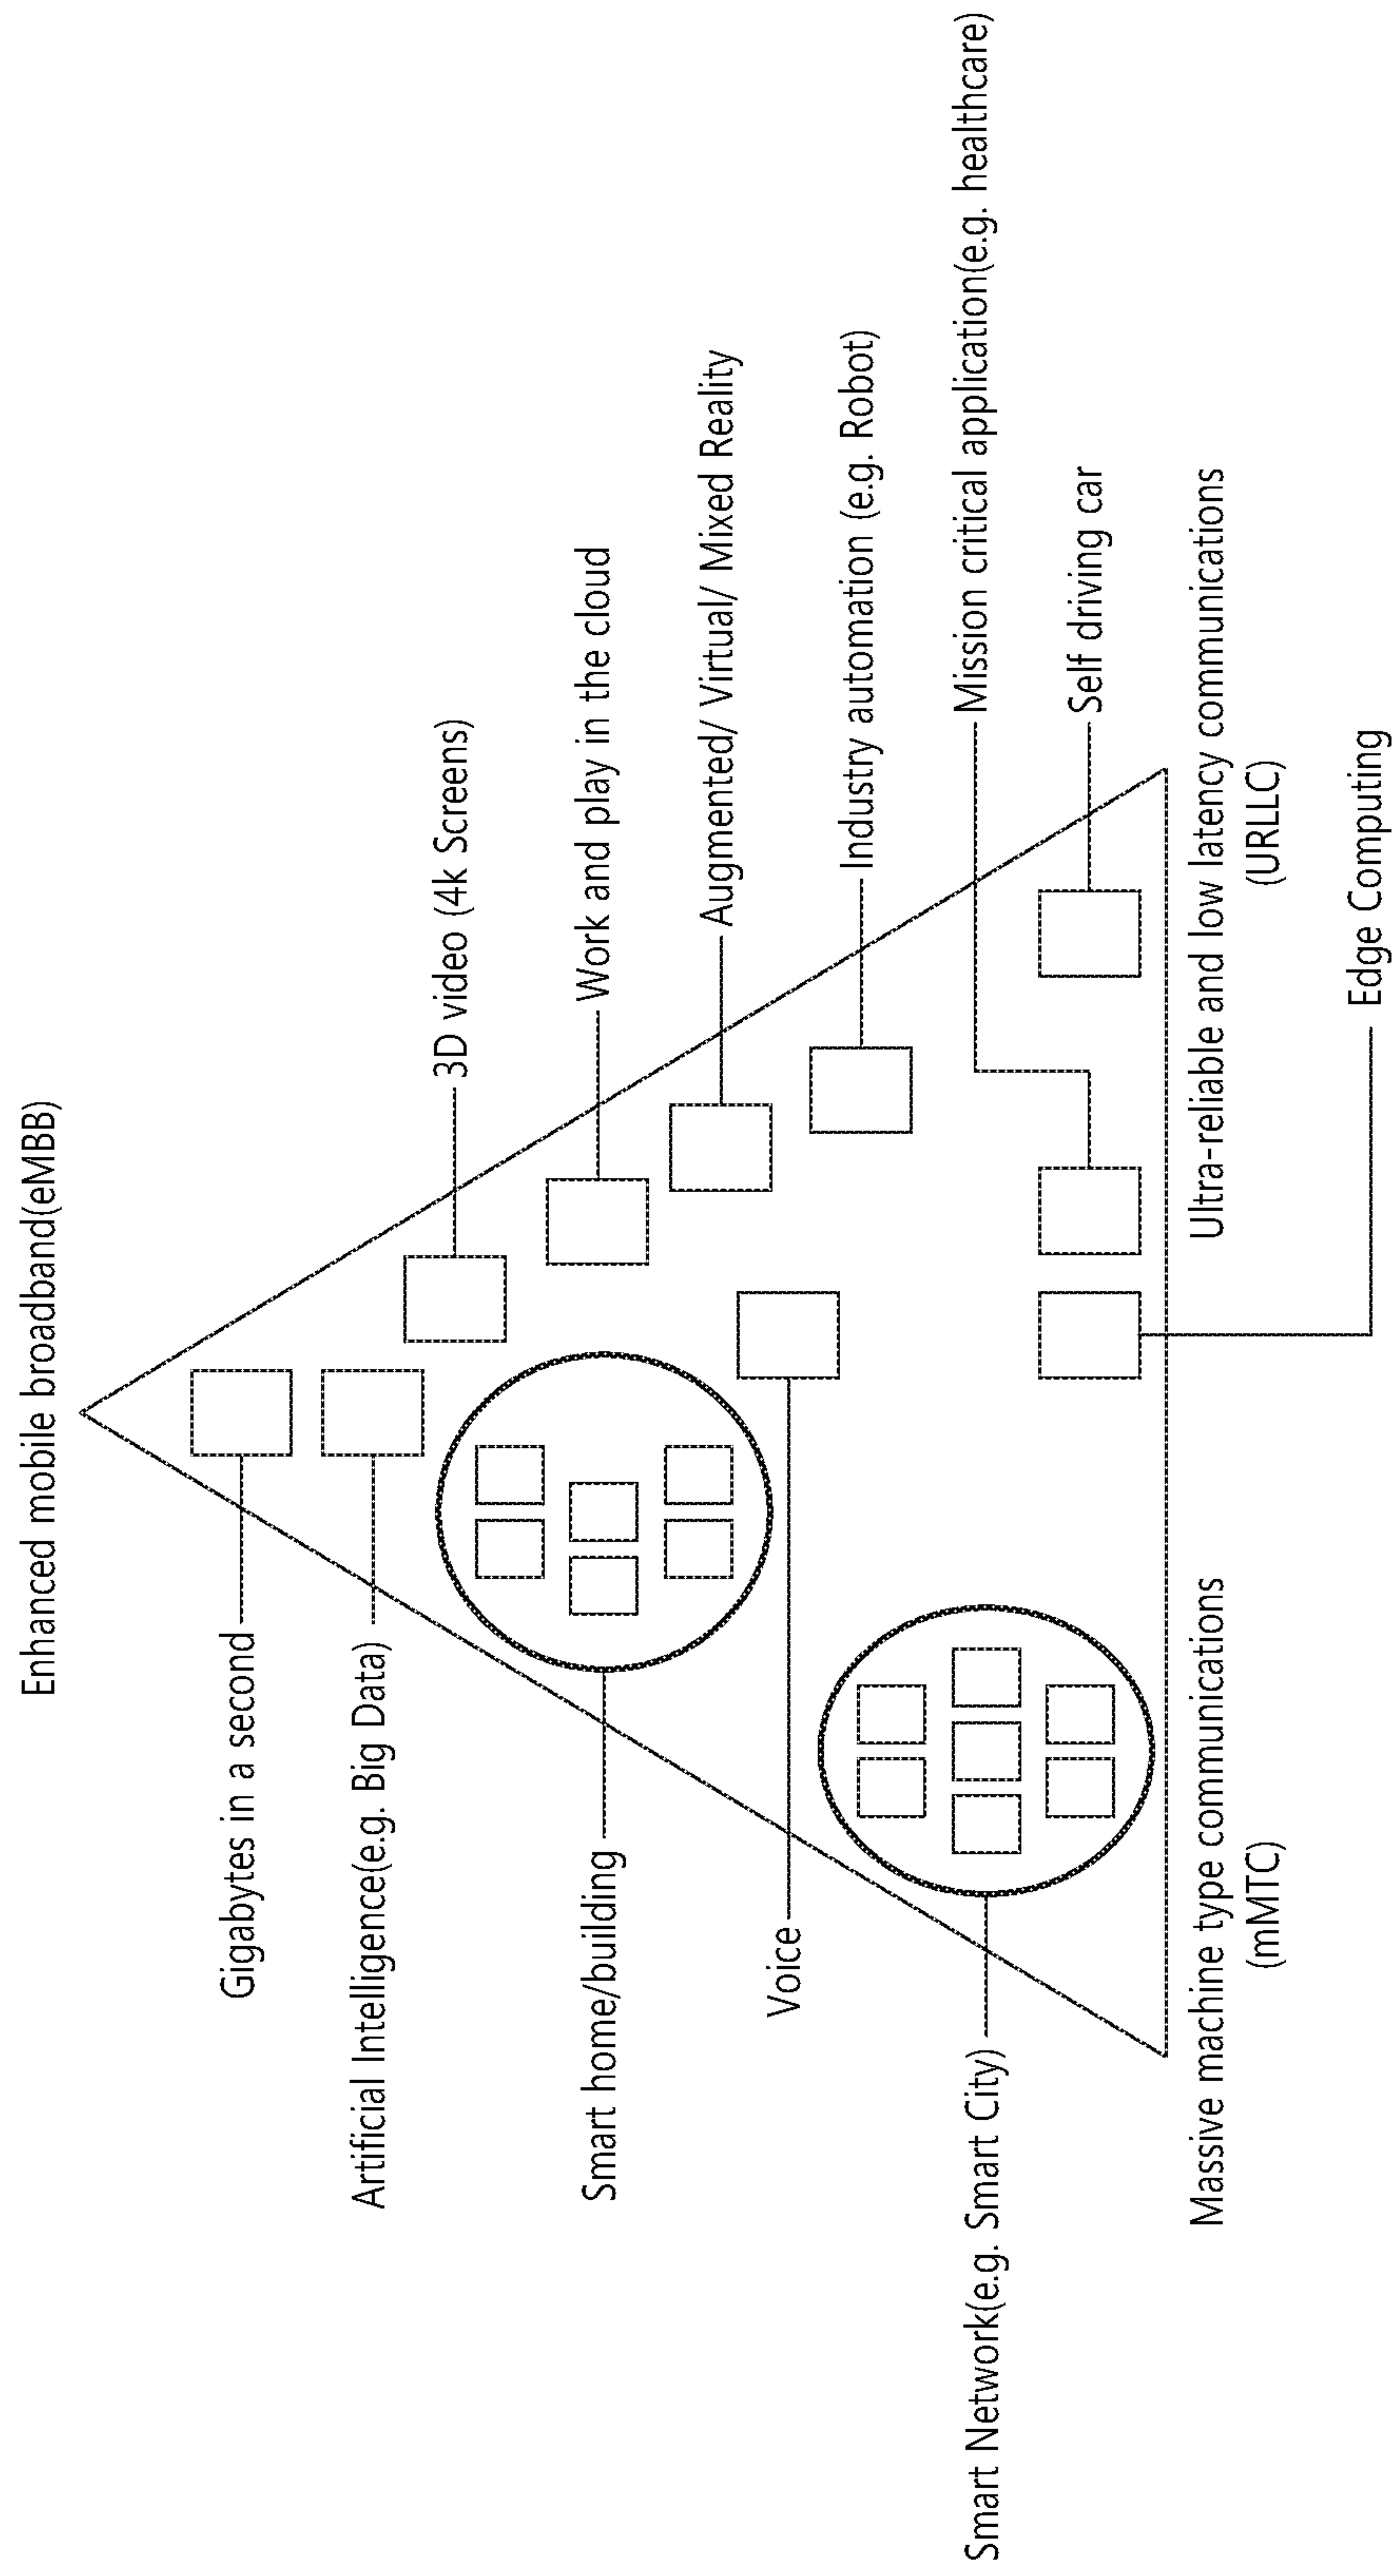 Enhanced mobile broadband(eMBB)
Gigabytes in a second
Artificial Intelligence(e.g. Big Data)
3D video (4k Screens)
Smart home/building
Work and play in the cloud
Augmented/ Virtual/ Mixed Reality
Voice
Industry automation (e.g. Robot)
Smart Network(e.g. Smart City)
Mission critical application(e.g. healthcare)
Self driving car
Massive machine type communications
(mMTC)
Ultra-reliable and low latency communications
(URLLC)
Edge Computing